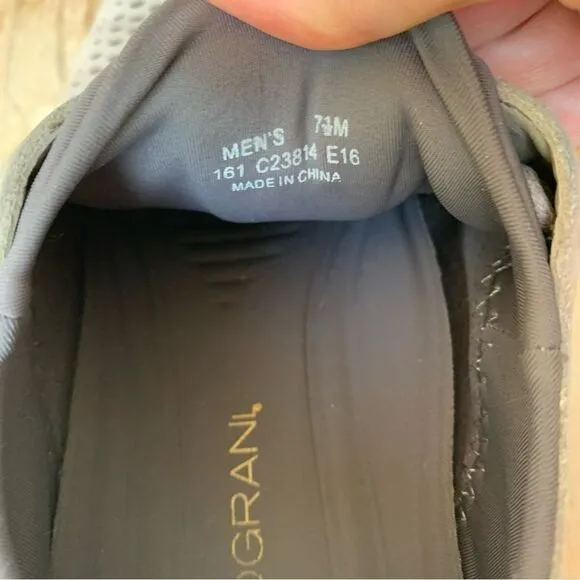 MEN'S 7½M
161 C23814 E16
MADE IN CHINA
OGRANI.